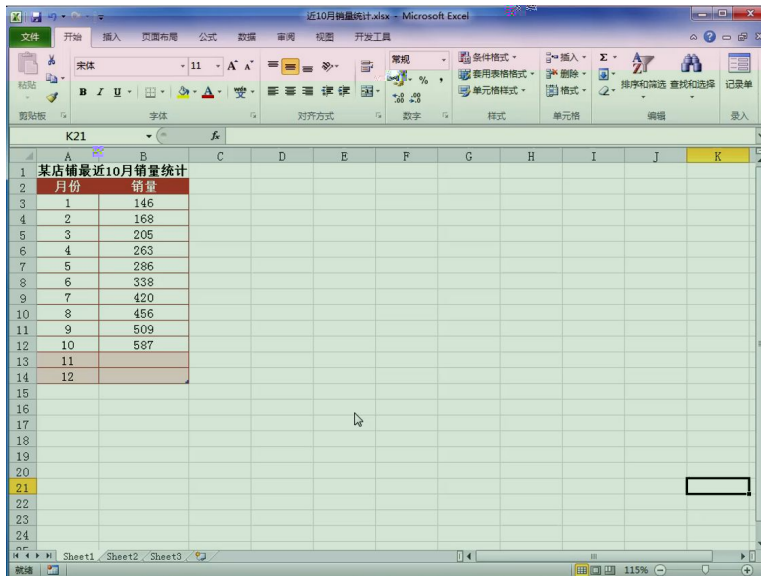 近10月销量统计.xlsx - Microsoft Excel
文件 开始 插入 页面布局 公式 数据 审阅 视图 开发工具
宋体 11 常规 条件格式 插入 Σ
粘贴 B I U A 套用表格格式 删除 排序和筛选 查找和选择 记录单
单元格样式 格式
剪贴板 字体 对齐方式 数字 样式 单元格 编辑 录入
K21 fx
A B C D E F G H I J K
1 某店铺最近10月销量统计
2 月份 销量
3 1 146
4 2 168
5 3 205
6 4 263
7 5 286
8 6 338
9 7 420
10 8 456
11 9 509
12 10 587
13 11
14 12
15
16
17
18
19
20
21
22
23
24
25
Sheet1 Sheet2 Sheet3
就绪 115%